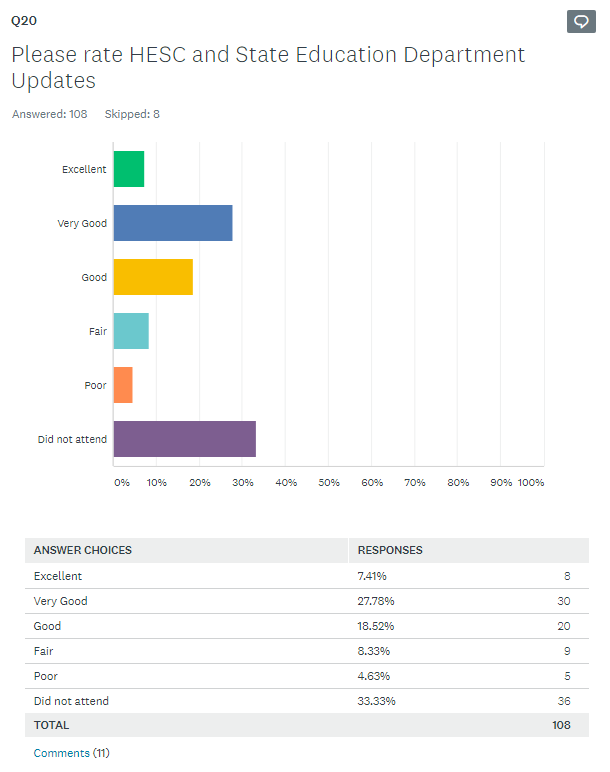 Q20
Please rate HESC and State Education Department
Updates
Answered: 108 Skipped: 8
Excellent
Very Good
Good
Fair
Poor
Did not attend
0% 10% 20% 30% 40% 50% 60% 70% 80% 90% 100%
ANSWER CHOICES RESPONSES
Excellent 7.41% 8
Very Good 27.78% 30
Good 18.52% 20
Fair 8.33% 9
Poor 4.63% 5
Did not attend 33.33% 36
TOTAL 108
Comments (11)